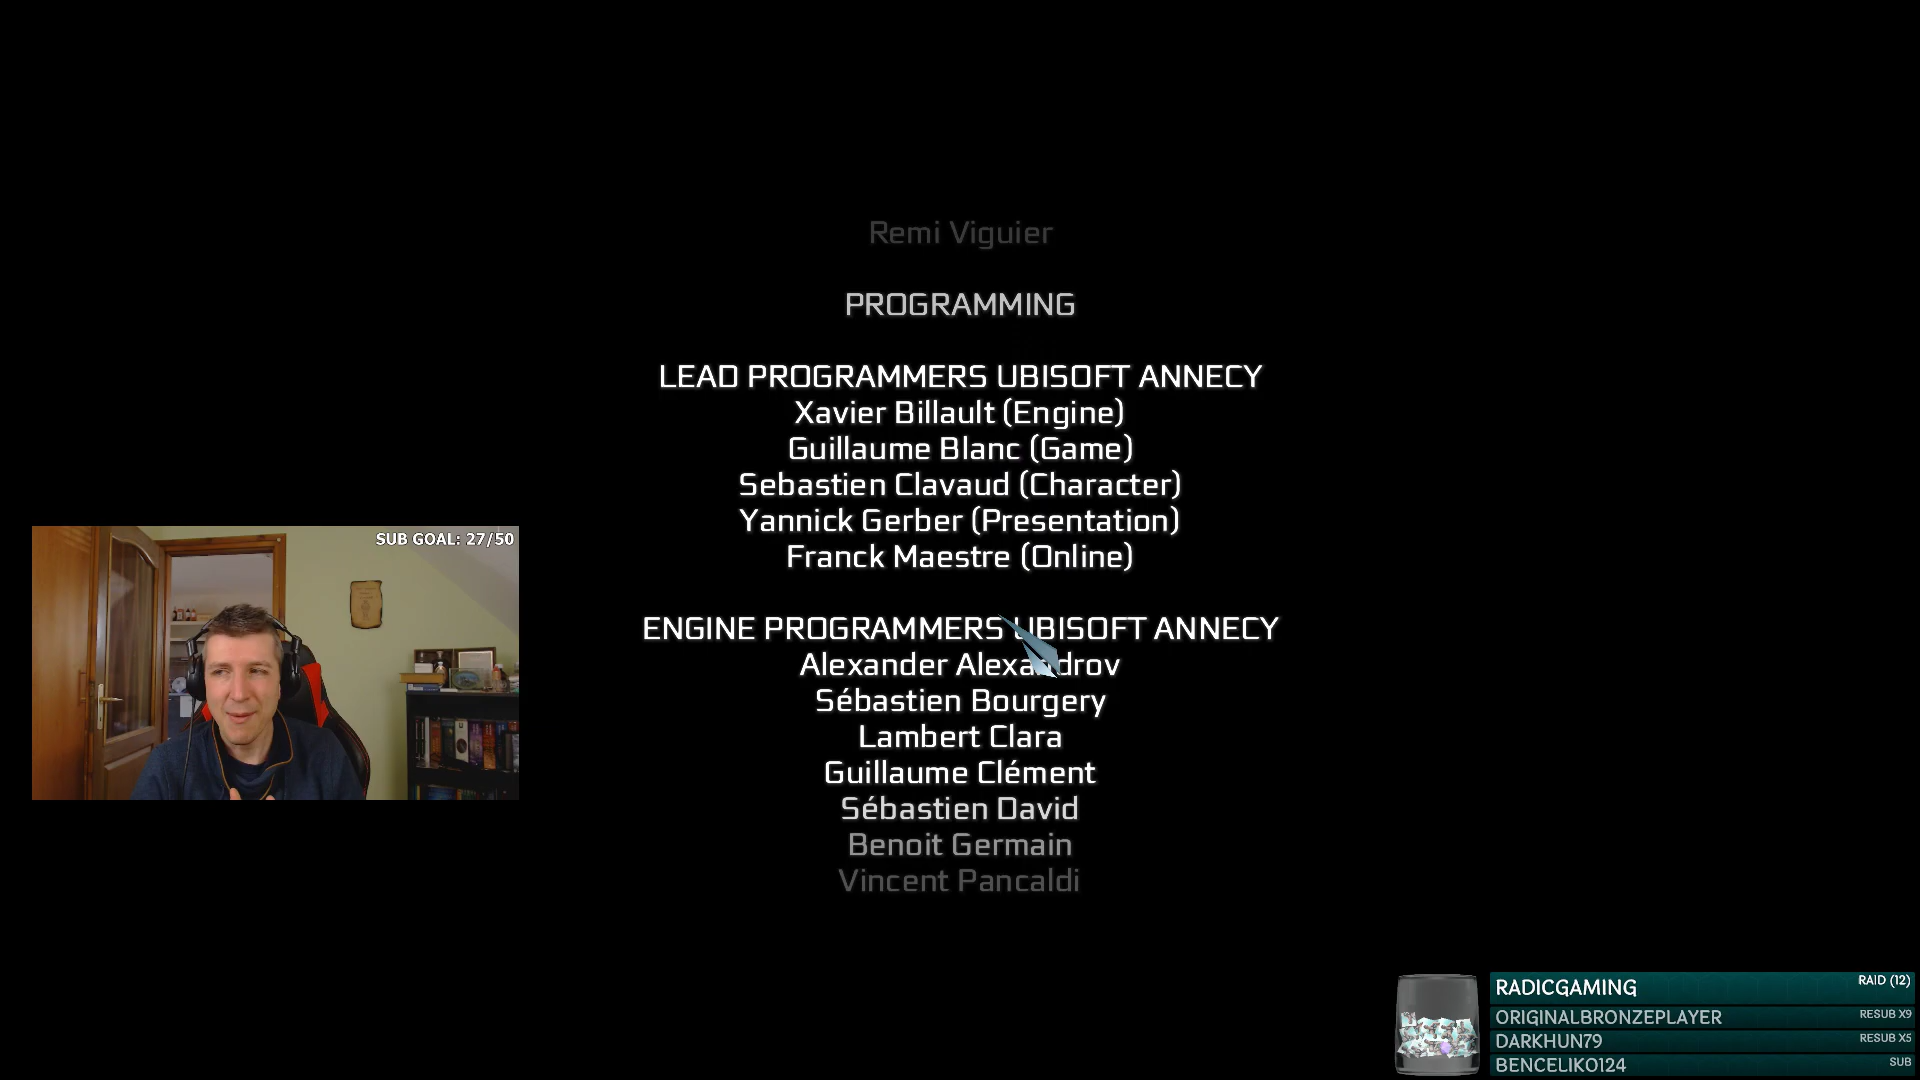 Remi Viguier
PROGRAMMING
LEAD PROGRAMMERS UBISOFT ANNECY
Xavier Billault (Engine)
Guillaume Blanc (Game)
Sebastien Clavaud (Character)
Yannick Gerber (Presentation)
Franck Maestre (Online)
ENGINE PROGRAMMERS UBISOFT ANNECY
Alexander Alexandrov
Sébastien Bourgery
Lambert Clara
Guillaume Clément
Sébastien David
Benoit Germain
Vincent Pancaldi
SUB GOAL: 27/50
RADICGAMING RAID (12)
ORIGINALBRONZEPLAYER RESUB X9
DARKHUN79 RESUB X5
BENCELIKO124 SUB